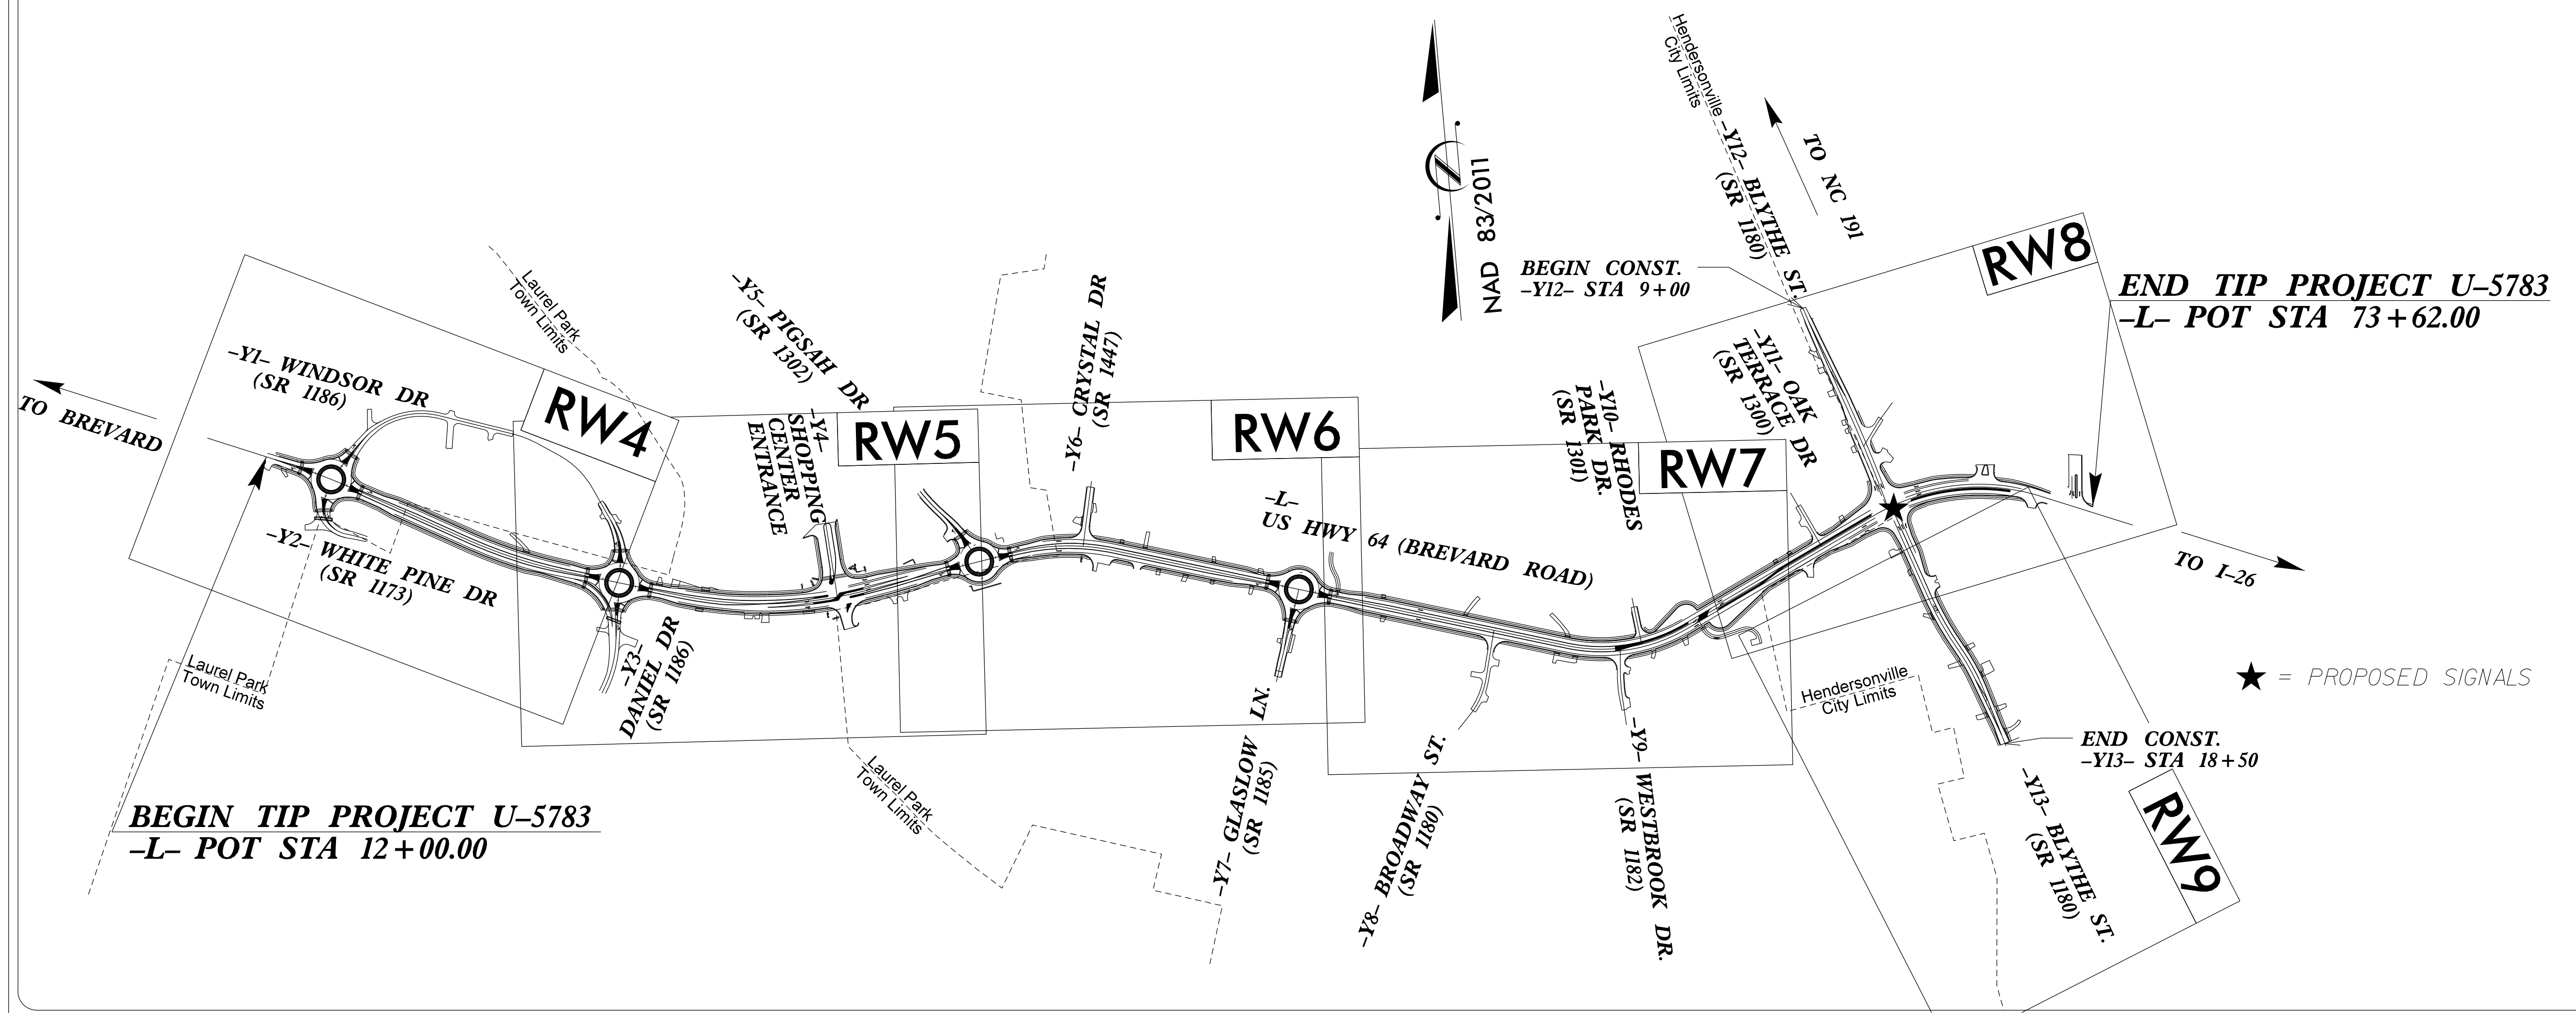 Hendersonville
City Limits
–Y12– BLYTHE ST.
(SR 1180)
TO NC 191
NAD 83/2011
BEGIN CONST.
–Y12– STA 9+00
RW8
END TIP PROJECT U–5783
–L– POT STA 73+62.00
Laurel Park
Town Limits
–Y1– WINDSOR DR
(SR 1186)
TO BREVARD
RW4
–Y5– PIGSAH DR
(SR 1302)
–Y4–
SHOPPING
CENTER
ENTRANCE
RW5
–Y6– CRYSTAL DR
(SR 1447)
RW6
–L–
US HWY 64 (BREVARD ROAD)
–Y10– RHODES
PARK DR.
(SR 1301)
RW7
–Y11– OAK
TERRACE DR
(SR 1300)
TO I–26
–Y2– WHITE PINE DR
(SR 1173)
–Y3–
DANIEL DR
(SR 1186)
Laurel Park
Town Limits
Hendersonville
City Limits
★ = PROPOSED SIGNALS
BEGIN TIP PROJECT U–5783
–L– POT STA 12+00.00
Laurel Park
Town Limits
–Y7– GLASLOW LN.
(SR 1185)
–Y8– BROADWAY ST.
(SR 1180)
–Y9– WESTBROOK DR.
(SR 1182)
END CONST.
–Y13– STA 18+50
–Y13– BLYTHE ST.
(SR 1180)
RW9